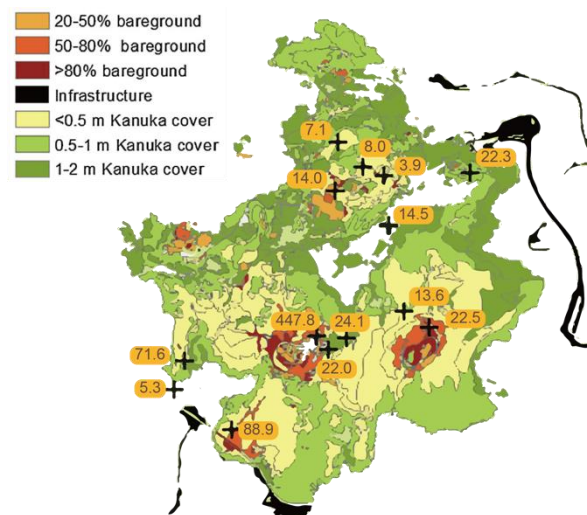 20-50% bareground
50-80% bareground
>80% bareground
Infrastructure
<0.5 m Kanuka cover
0.5-1 m Kanuka cover
1-2 m Kanuka cover
7.1
8.0
3.9
22.3
14.0
14.5
13.6
447.8
24.1
22.5
71.6
22.0
5.3
88.9